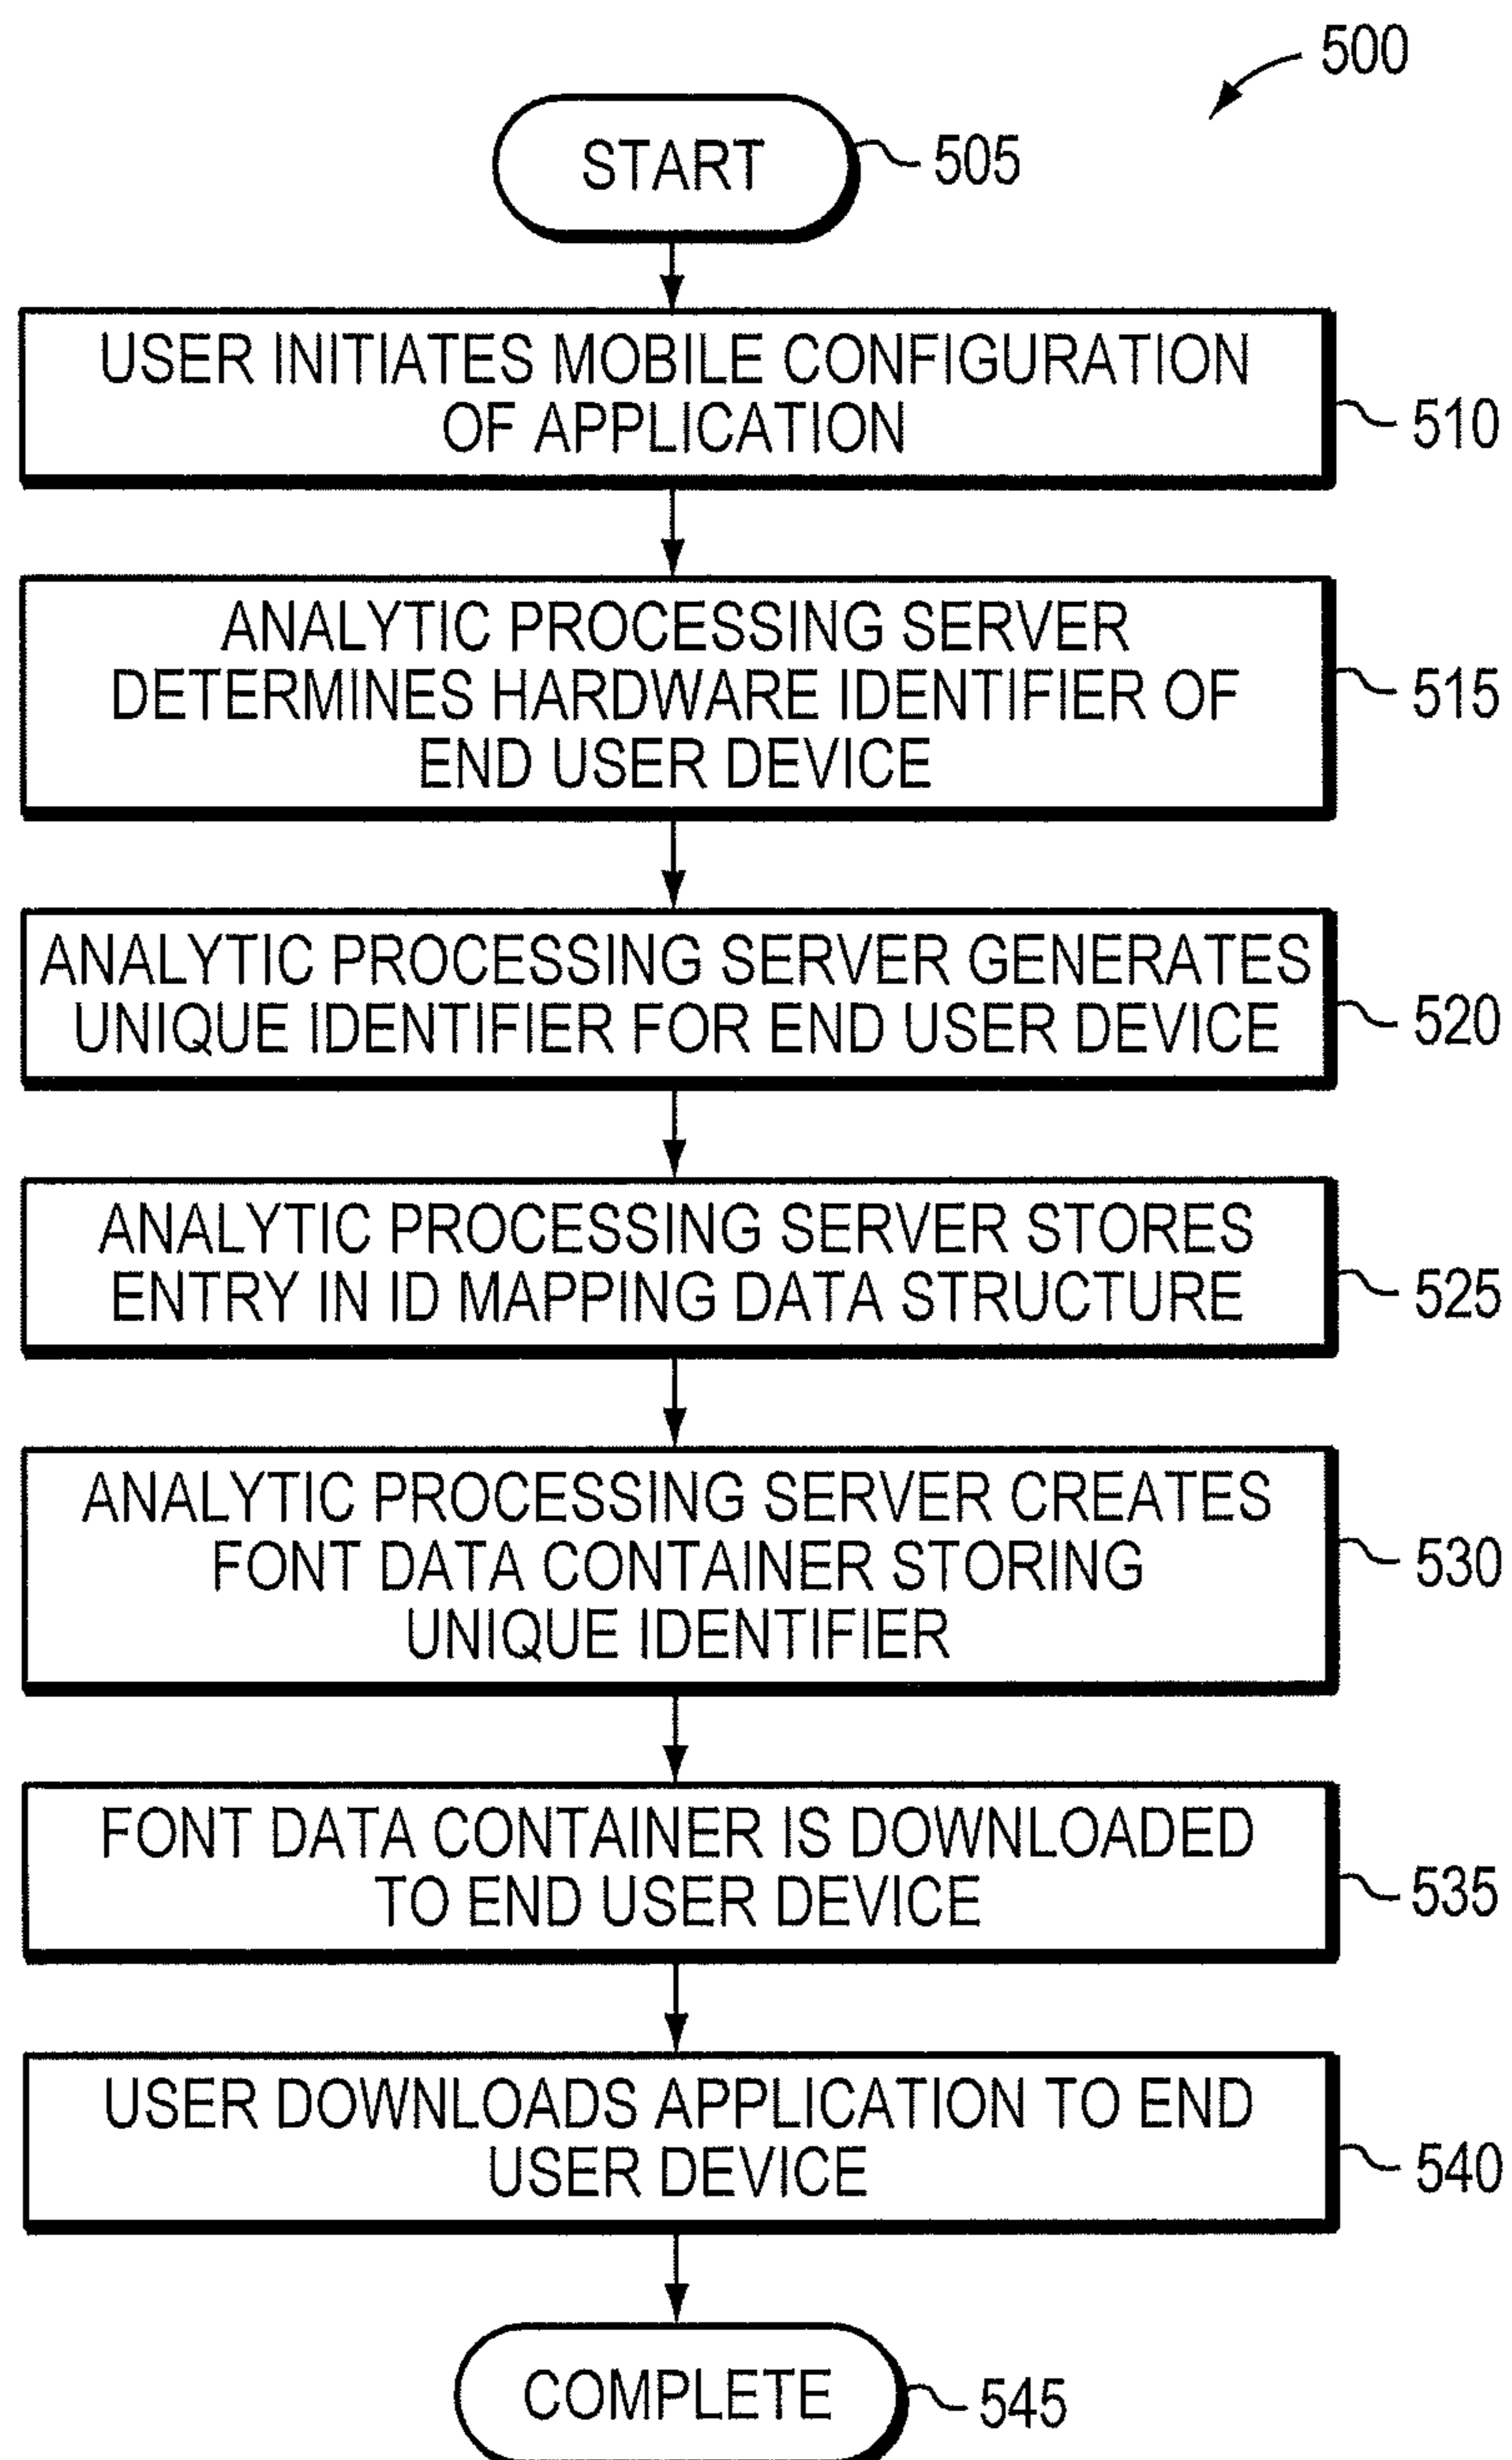 500
START
505
USER INITIATES MOBILE CONFIGURATION
OF APPLICATION
510
ANALYTIC PROCESSING SERVER
DETERMINES HARDWARE IDENTIFIER OF
END USER DEVICE
515
ANALYTIC PROCESSING SERVER GENERATES
UNIQUE IDENTIFIER FOR END USER DEVICE
520
ANALYTIC PROCESSING SERVER STORES
ENTRY IN ID MAPPING DATA STRUCTURE
525
ANALYTIC PROCESSING SERVER CREATES
FONT DATA CONTAINER STORING
UNIQUE IDENTIFIER
530
FONT DATA CONTAINER IS DOWNLOADED
TO END USER DEVICE
535
USER DOWNLOADS APPLICATION TO END
USER DEVICE
540
COMPLETE
545